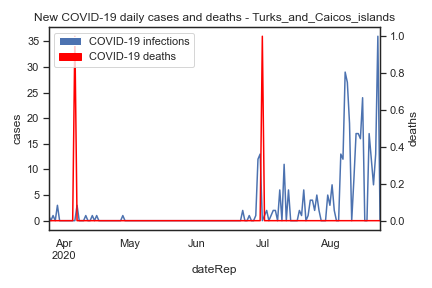 New COVID-19 daily cases and deaths - Turks_and_Caicos_islands
COVID-19 infections
COVID-19 deaths
cases
35
30
25
20
15
10
5
0
1.0
0.8
0.6
0.4
0.2
0.0
deaths
Apr
2020
May
Jun
Jul
Aug
dateRep